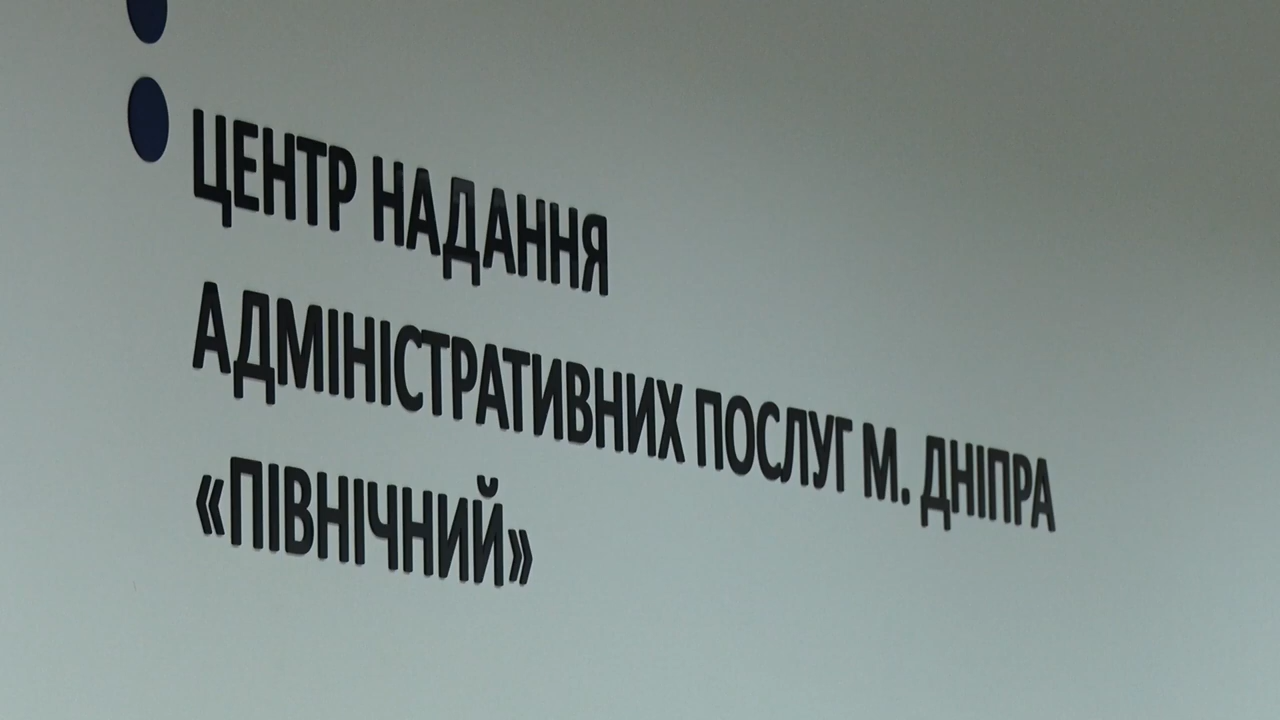 ЦЕНТР НАДАННЯ
АДМІНІСТРАТИВНИХ ПОСЛУГ М. ДНІПРА
«ПІВНІЧНИЙ»